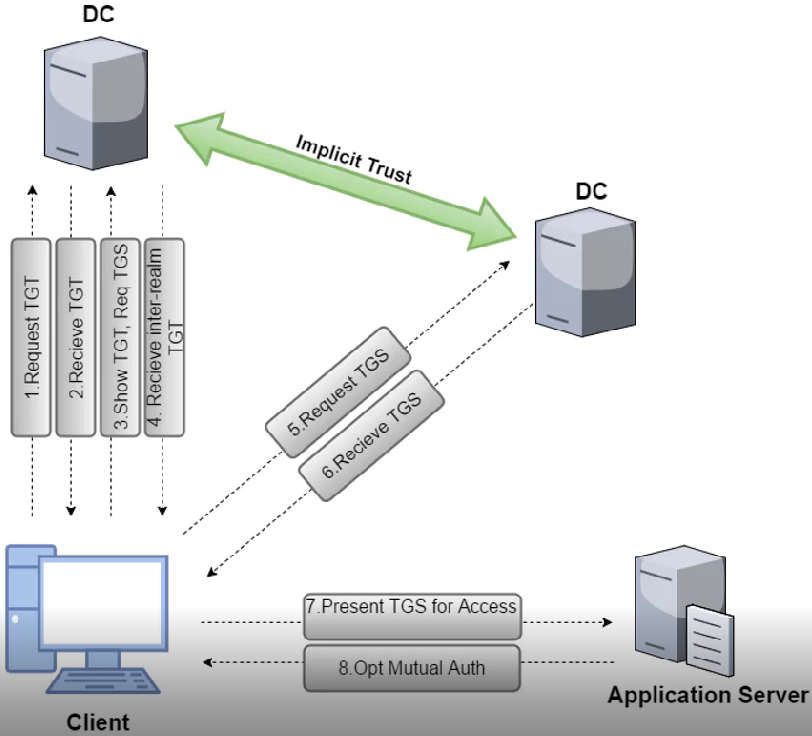 DC
Implicit Trust
DC
1.Request TGT
2.Recieve TGT
3.Show TGT, Req TGS
4. Recieve inter-realm
TGT
5.Request TGS
6.Recieve TGS
7.Present TGS for Access
8.Opt Mutual Auth
Application Server
Client